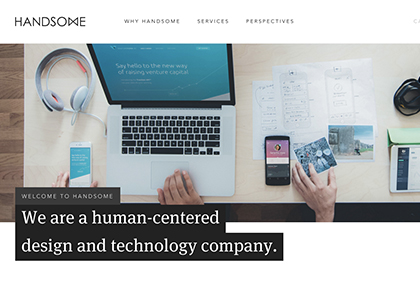 HANDSOME
WHY HANDSOME SERVICES PERSPECTIVES
Say hello to the new way
of raising venture capital
WELCOME TO HANDSOME
We are a human-centered
design and technology company.